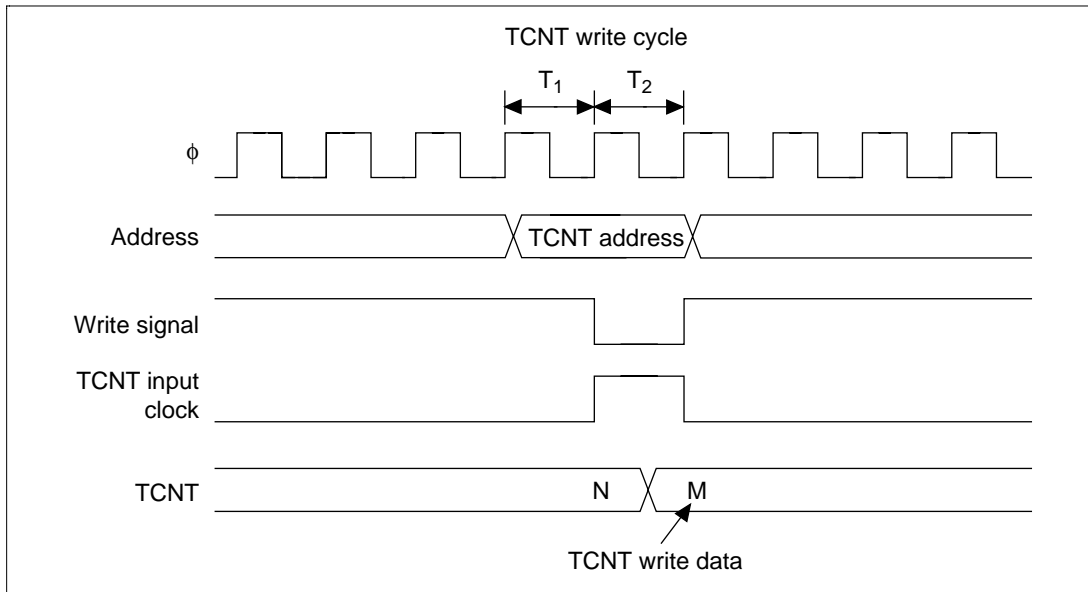 TCNT write cycle
T1 T2
ϕ
Address
TCNT address
Write signal
TCNT input
clock
TCNT
N M
TCNT write data